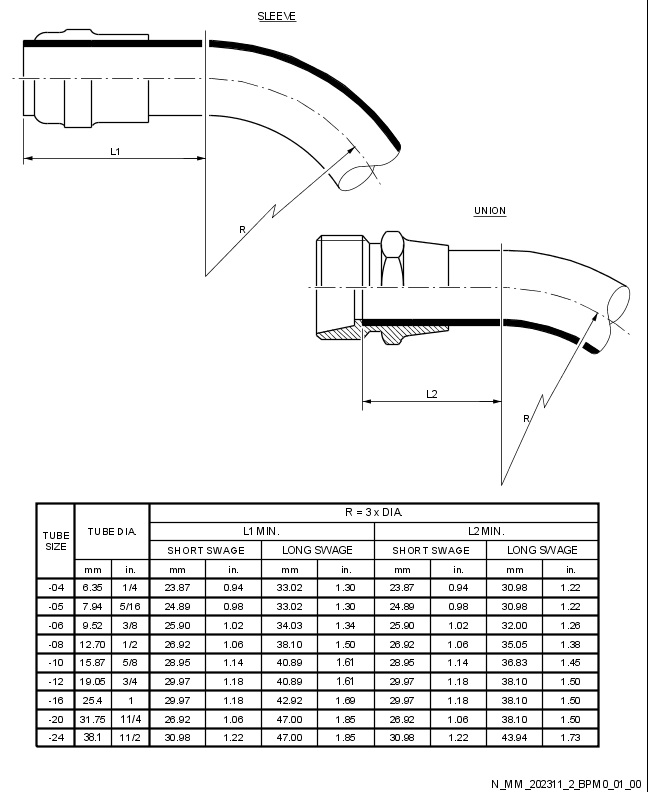 SLEEVE
L1
R
UNION
L2
R
TUBE SIZE TUBE DIA. R = 3 x DIA.
L1 MIN. L2 MIN.
SHORT SWAGE LONG SWAGE SHORT SWAGE LONG SWAGE
mm in. mm in. mm in. mm in. mm in.
-04 6.35 1/4 23.87 0.94 33.02 1.30 23.87 0.94 30.98 1.22
-05 7.94 5/16 24.89 0.98 33.02 1.30 24.89 0.98 30.98 1.22
-06 9.52 3/8 25.90 1.02 34.03 1.34 25.90 1.02 32.00 1.26
-08 12.70 1/2 26.92 1.06 38.10 1.50 26.92 1.06 35.05 1.38
-10 15.87 5/8 28.95 1.14 40.89 1.61 28.95 1.14 36.83 1.45
-12 19.05 3/4 29.97 1.18 40.89 1.61 29.97 1.18 38.10 1.50
-16 25.4 1 29.97 1.18 42.92 1.69 29.97 1.18 38.10 1.50
-20 31.75 11/4 26.92 1.06 47.00 1.85 26.92 1.06 38.10 1.50
-24 38.1 11/2 30.98 1.22 47.00 1.85 30.98 1.22 43.94 1.73
N_MM_202311_2_BPM0_01_00